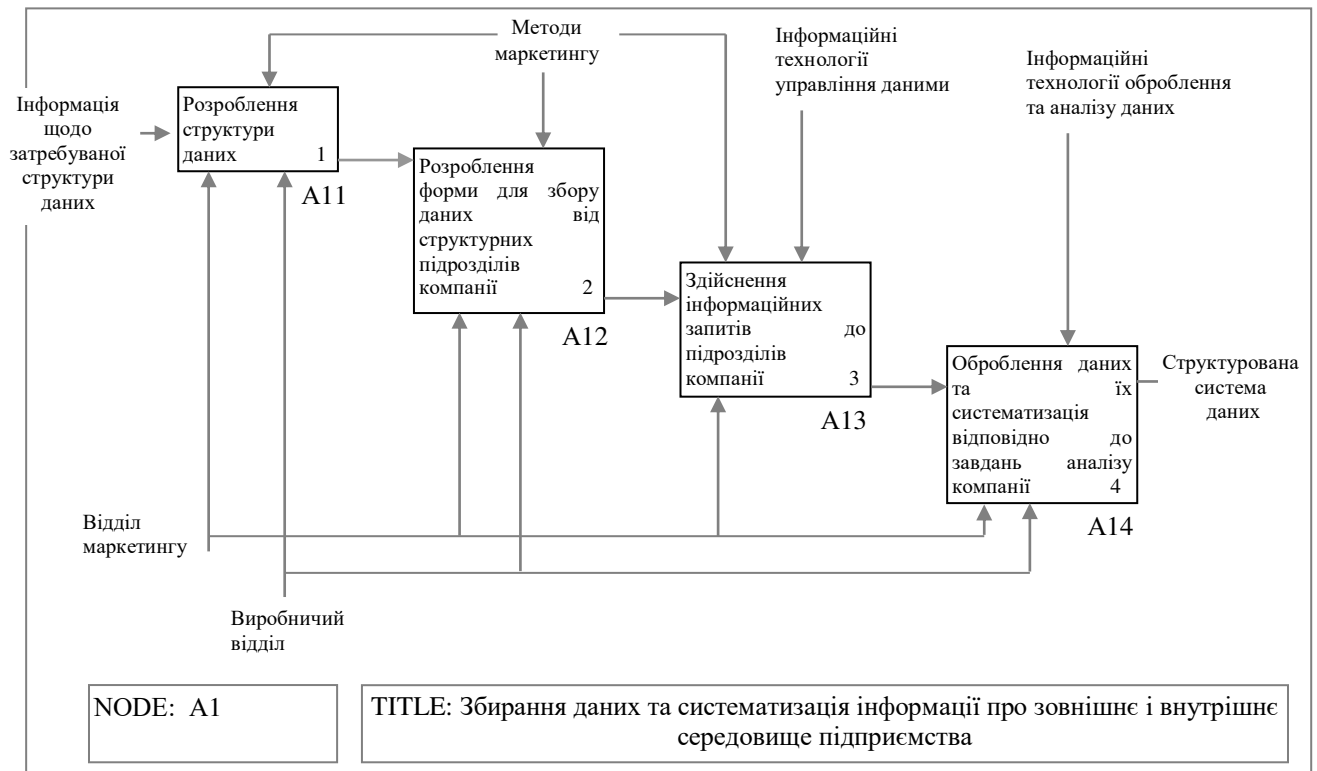 Методи
маркетингу
Інформаційні
технології
управління даними
Інформаційні
технології оброблення
та аналізу даних
Інформація
щодо
затребуваної
структури
даних
Розроблення
структури
даних 1
A11
Розроблення
форми для збору
даних від
структурних
підрозділів
компанії 2
A12
Здійснення
інформаційних
запитів до
підрозділів
компанії 3
A13
Оброблення даних
та їх
систематизація
відповідно до
завдань аналізу
компанії 4
A14
Структурована
система
даних
Відділ
маркетингу
Виробничий
відділ
NODE: A1
TITLE: Збирання даних та систематизація інформації про зовнішнє і внутрішнє
середовище підприємства